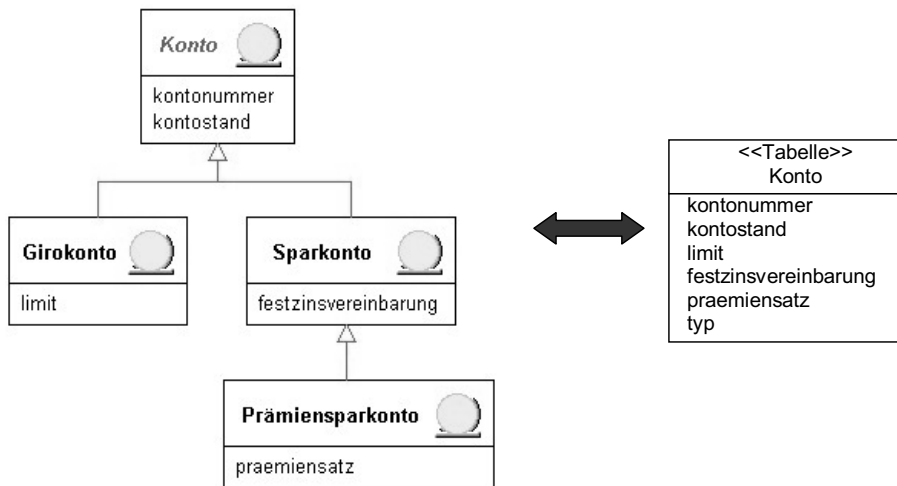 Konto
kontonummer
kontostand
Girokonto
limit
Sparkonto
festzinsvereinbarung
Prämiensparkonto
praemiensatz
<<Tabelle>>
Konto
kontonummer
kontostand
limit
festzinsvereinbarung
praemiensatz
typ